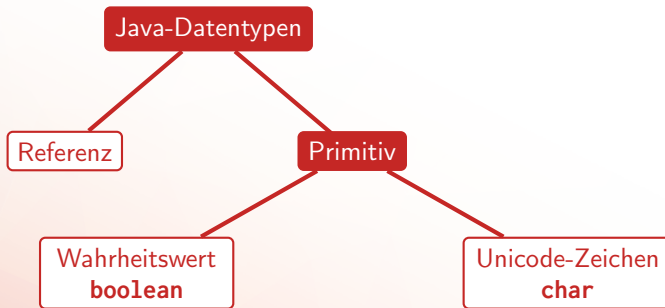 Java-Datentypen
Referenz
Primitiv
Wahrheitswert
boolean
Unicode-Zeichen
char